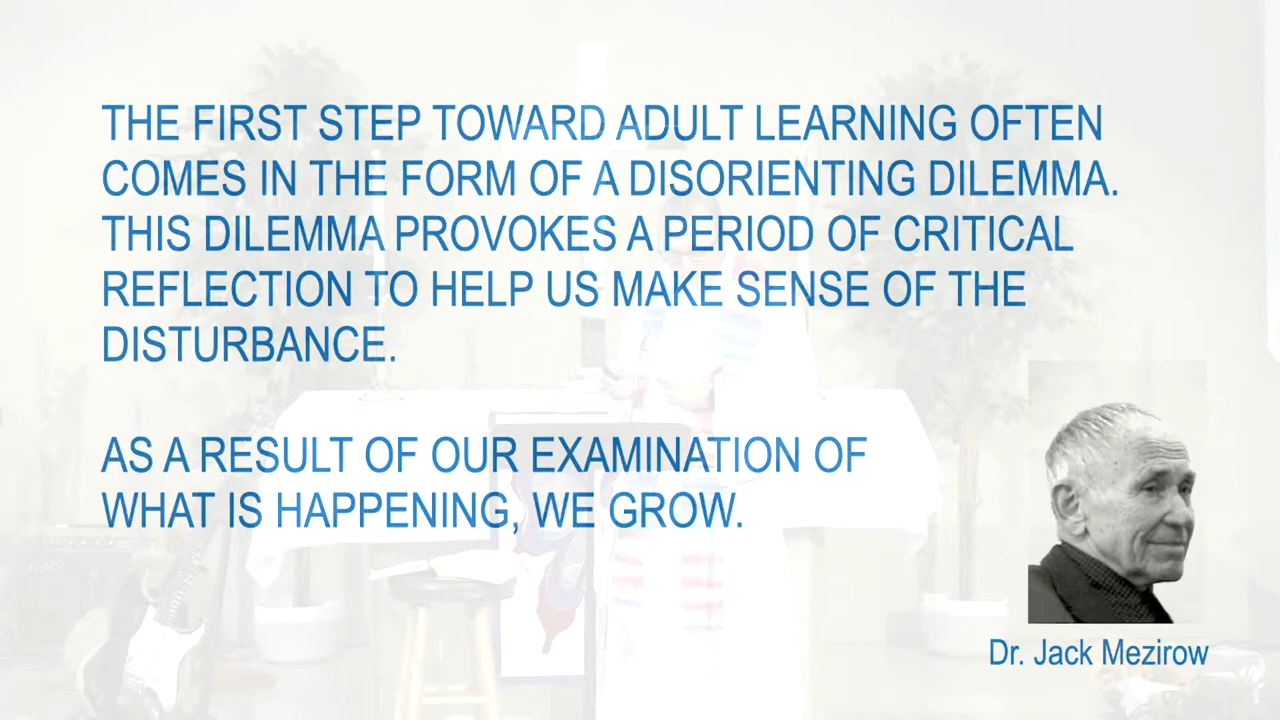 THE FIRST STEP TOWARD ADULT LEARNING OFTEN
COMES IN THE FORM OF A DISORIENTING DILEMMA.
THIS DILEMMA PROVOKES A PERIOD OF CRITICAL
REFLECTION TO HELP US MAKE SENSE OF THE
DISTURBANCE.
AS A RESULT OF OUR EXAMINATION OF
WHAT IS HAPPENING, WE GROW.
Dr. Jack Mezirow